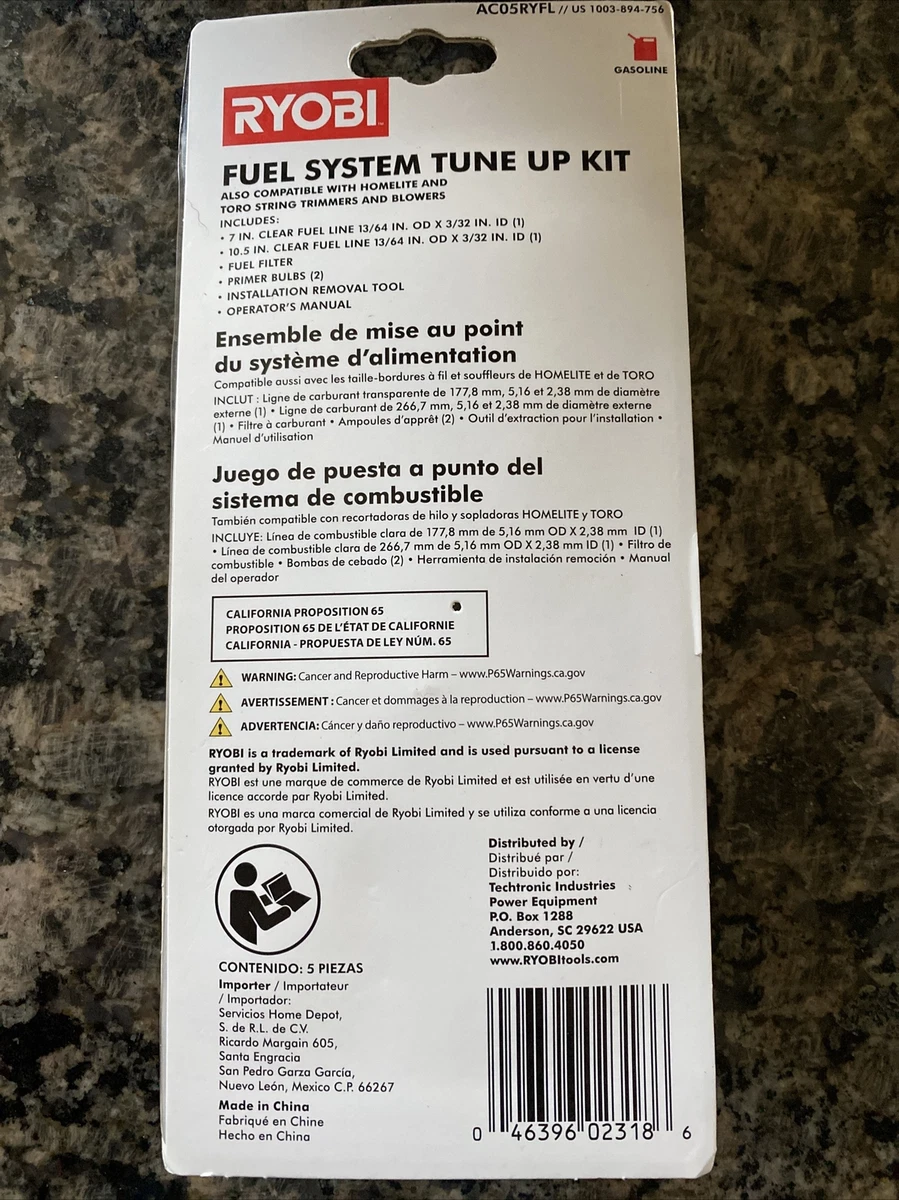 AC05RYFL // US 1003-894-756
GASOLINE
RYOBI™
FUEL SYSTEM TUNE UP KIT
ALSO COMPATIBLE WITH HOMELITE AND
TORO STRING TRIMMERS AND BLOWERS
INCLUDES:
• 7 IN. CLEAR FUEL LINE 13/64 IN. OD X 3/32 IN. ID (1)
• 10.5 IN. CLEAR FUEL LINE 13/64 IN. OD X 3/32 IN. ID (1)
• FUEL FILTER
• PRIMER BULBS (2)
• INSTALLATION REMOVAL TOOL
• OPERATOR'S MANUAL
Ensemble de mise au point
du système d'alimentation
Compatible aussi avec les taille-bordures à fil et souffleurs de HOMELITE et de TORO
INCLUT : Ligne de carburant transparente de 177,8 mm, 5,16 et 2,38 mm de diamètre
externe (1) • Ligne de carburant de 266,7 mm, 5,16 et 2,38 mm de diamètre externe
(1) • Filtre à carburant • Ampoules d'apprêt (2) • Outil d'extraction pour l'installation •
Manuel d'utilisation
Juego de puesta a punto del
sistema de combustible
También compatible con recortadoras de hilo y sopladoras HOMELITE y TORO
INCLUYE: Línea de combustible clara de 177,8 mm de 5,16 mm OD X 2,38 mm ID (1)
• Línea de combustible clara de 266,7 mm de 5,16 mm OD X 2,38 mm ID (1) • Filtro de
combustible • Bombas de cebado (2) • Herramienta de instalación remoción • Manual
del operador
CALIFORNIA PROPOSITION 65
PROPOSITION 65 DE L'ÉTAT DE CALIFORNIE
CALIFORNIA - PROPUESTA DE LEY NÚM. 65
WARNING: Cancer and Reproductive Harm – www.P65Warnings.ca.gov
AVERTISSEMENT : Cancer et dommages à la reproduction – www.P65Warnings.ca.gov
ADVERTENCIA: Cáncer y daño reproductivo – www.P65Warnings.ca.gov
RYOBI is a trademark of Ryobi Limited and is used pursuant to a license
granted by Ryobi Limited.
RYOBI est une marque de commerce de Ryobi Limited et est utilisée en vertu d'une
licence accorde par Ryobi Limited.
RYOBI es una marca comercial de Ryobi Limited y se utiliza conforme a una licencia
otorgada por Ryobi Limited.
CONTENIDO: 5 PIEZAS
Importer / Importateur
/ Importador:
Servicios Home Depot,
S. de R.L. de C.V.
Ricardo Margain 605,
Santa Engracia
San Pedro Garza García,
Nuevo León, Mexico C.P. 66267
Made in China
Fabriqué en Chine
Hecho en China
Distributed by /
Distribué par /
Distribuido por:
Techtronic Industries
Power Equipment
P.O. Box 1288
Anderson, SC 29622 USA
1.800.860.4050
www.RYOBItools.com
0 46396 02318 6